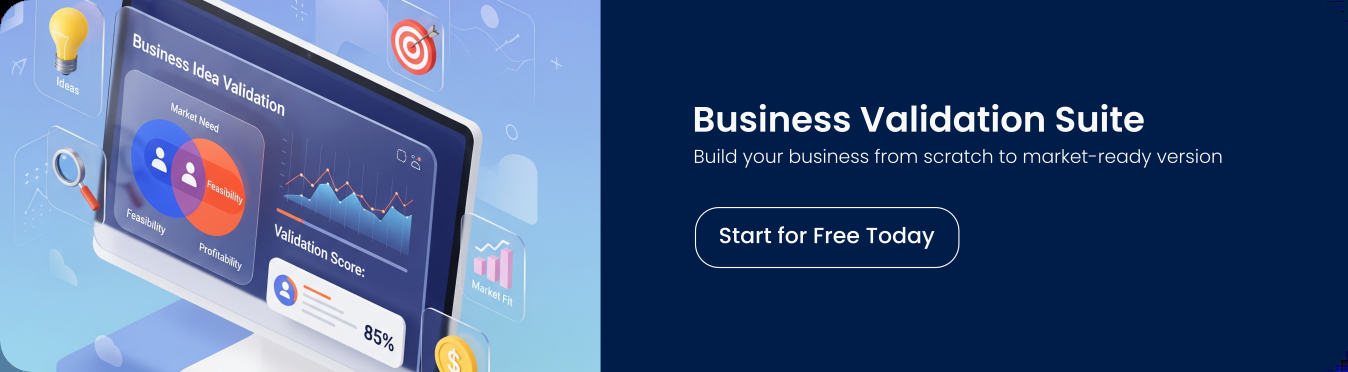 Ideas
Business Idea Validation
Market Need
Feasibility
Feasibility
Profitability
Validation Score:
85%
Market Fit
$
Business Validation Suite
Build your business from scratch to market-ready version
Start for Free Today